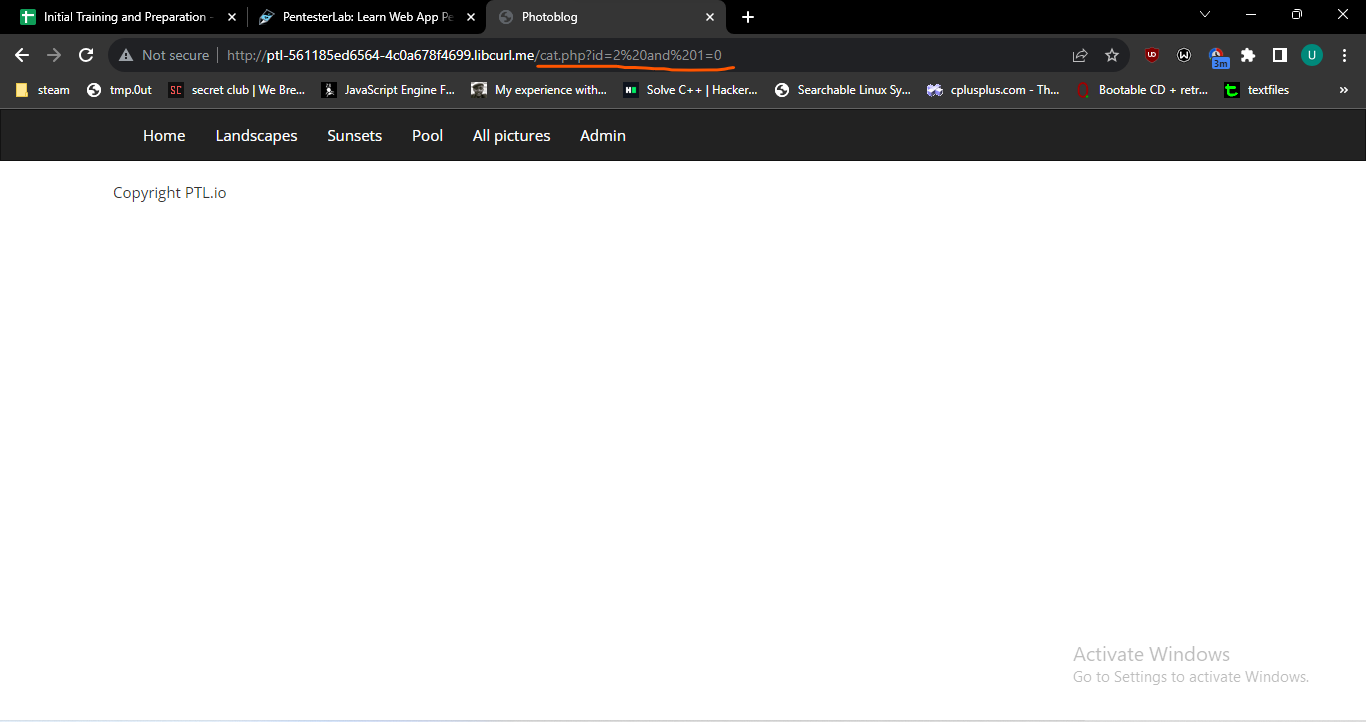 Initial Training and Preparation -
PentesterLab: Learn Web App Pe
Photoblog
Not secure
http://ptl-561185ed6564-4c0a678f4699.libcurl.me/cat.php?id=2%20and%201=0
UD
W
3m
U
steam
tmp.0ut
SC
secret club | We Bre...
JavaScript Engine F...
My experience with...
Solve C++ | Hacker...
Searchable Linux Sy...
cplusplus.com - Th...
Bootable CD + retr...
t
textfiles
»
Home
Landscapes
Sunsets
Pool
All pictures
Admin
Copyright PTL.io
Activate Windows
Go to Settings to activate Windows.